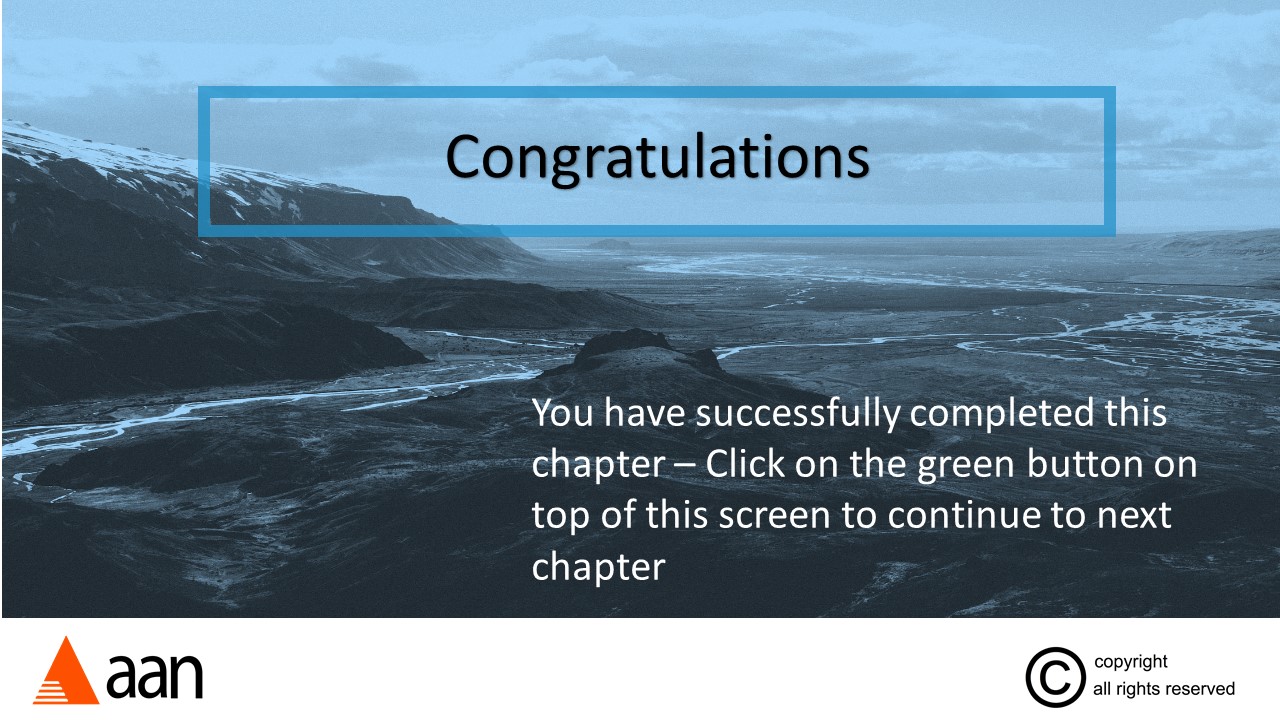 Congratulations
You have successfully completed this
chapter – Click on the green button on
top of this screen to continue to next
chapter
aan
© copyright
all rights reserved